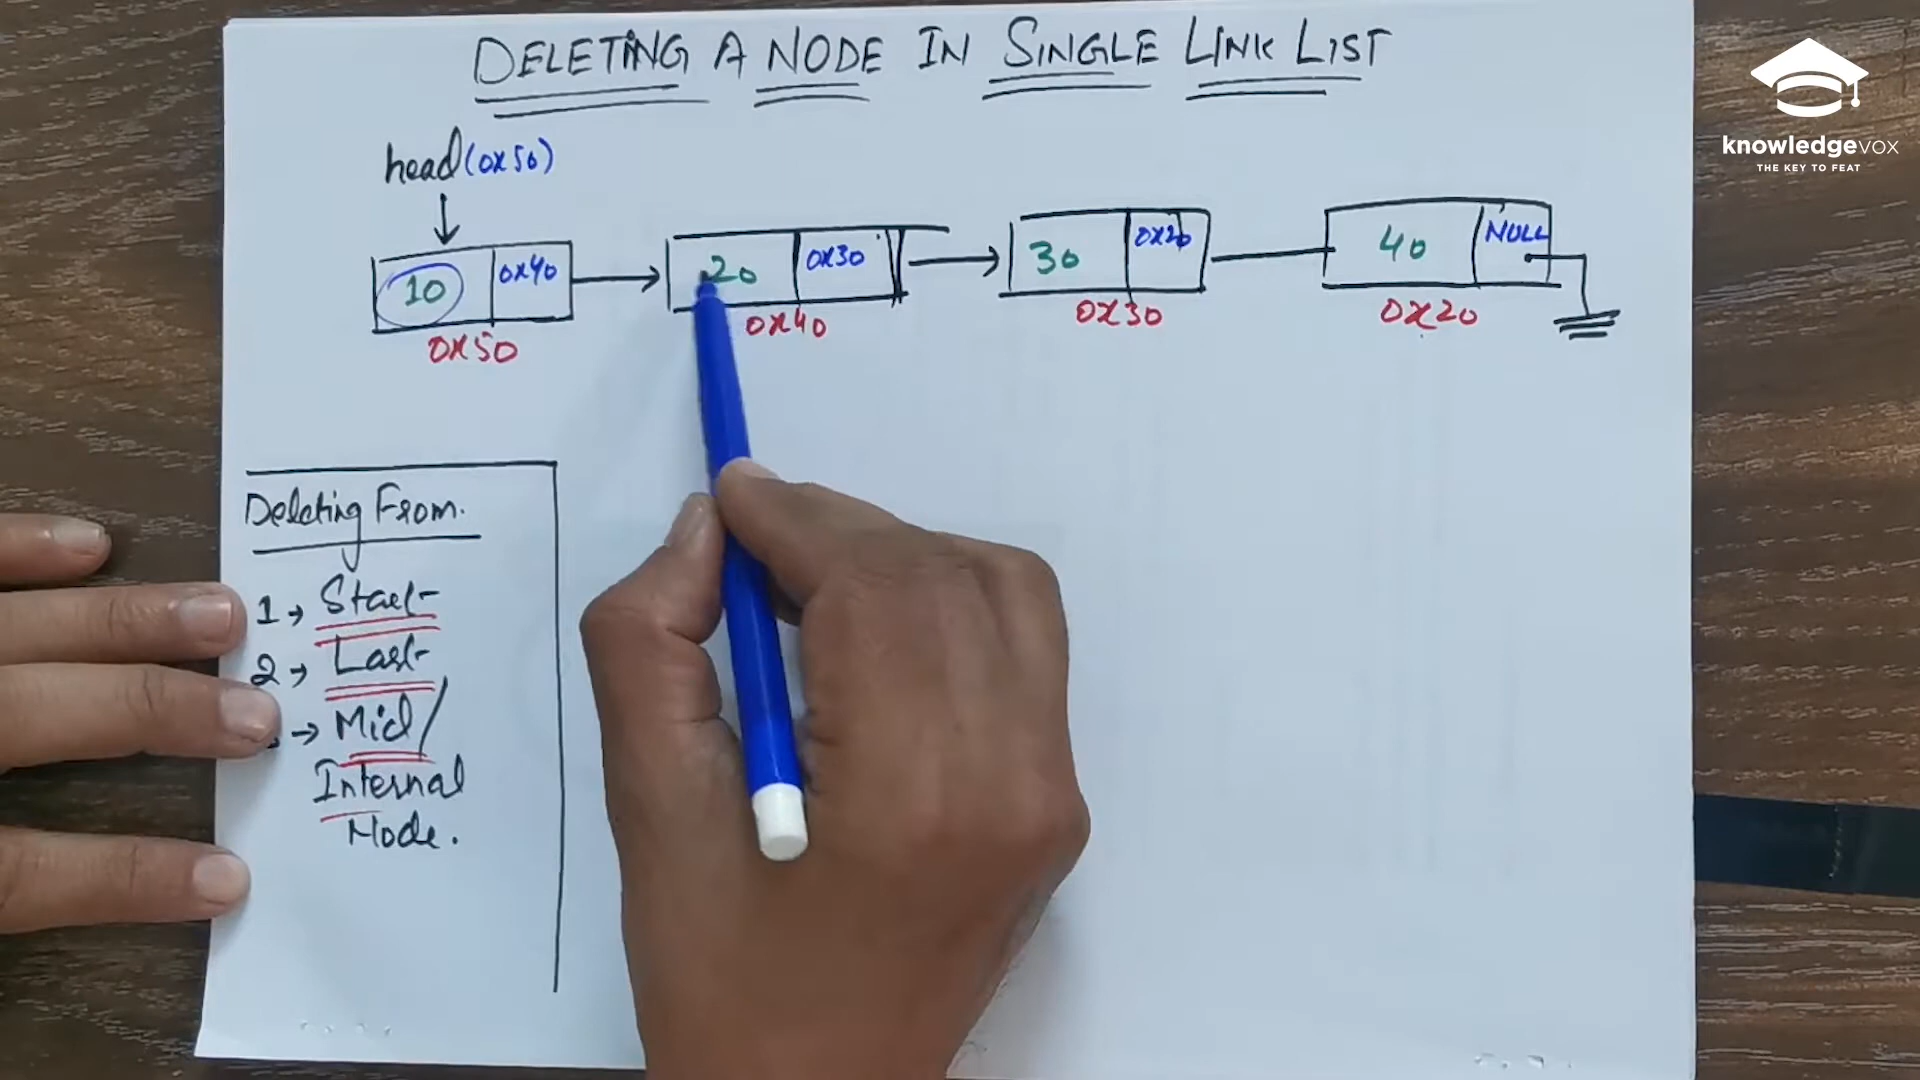 DELETING A NODE IN SINGLE LINK LIST
knowledgevox
THE KEY TO FEAT
head (0x50)
10 0x40 20 0x30 30 0x20 40 NULL
0x50 0x40 0x30 0x20
Deleting From.
1 → Start
2 → Last
→ Mid/
Internal
Node.